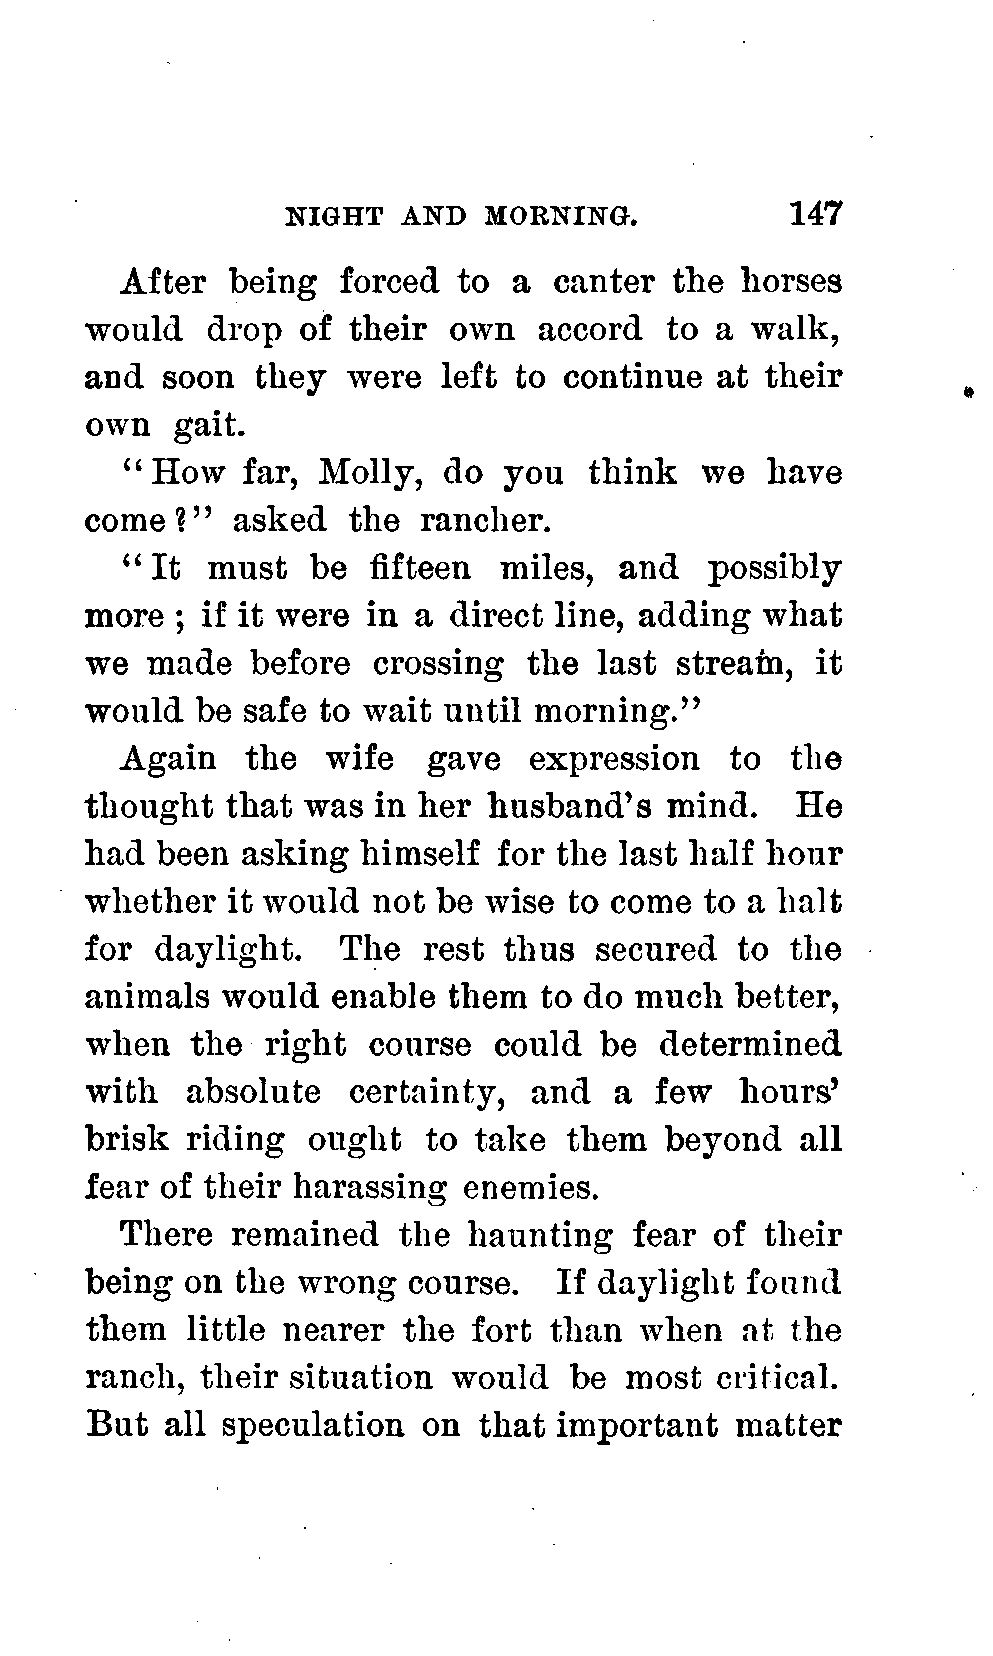 NIGHT AND MORNING. 147
After being forced to a canter the horses
would drop of their own accord to a walk,
and soon they were left to continue at their
own gait.
“How far, Molly, do you think we have
come?” asked the rancher.
“It must be fifteen miles, and possibly
more; if it were in a direct line, adding what
we made before crossing the last stream, it
would be safe to wait until morning.”
Again the wife gave expression to the
thought that was in her husband’s mind. He
had been asking himself for the last half hour
whether it would not be wise to come to a halt
for daylight. The rest thus secured to the
animals would enable them to do much better,
when the right course could be determined
with absolute certainty, and a few hours’
brisk riding ought to take them beyond all
fear of their harassing enemies.
There remained the haunting fear of their
being on the wrong course. If daylight found
them little nearer the fort than when at the
ranch, their situation would be most critical.
But all speculation on that important matter